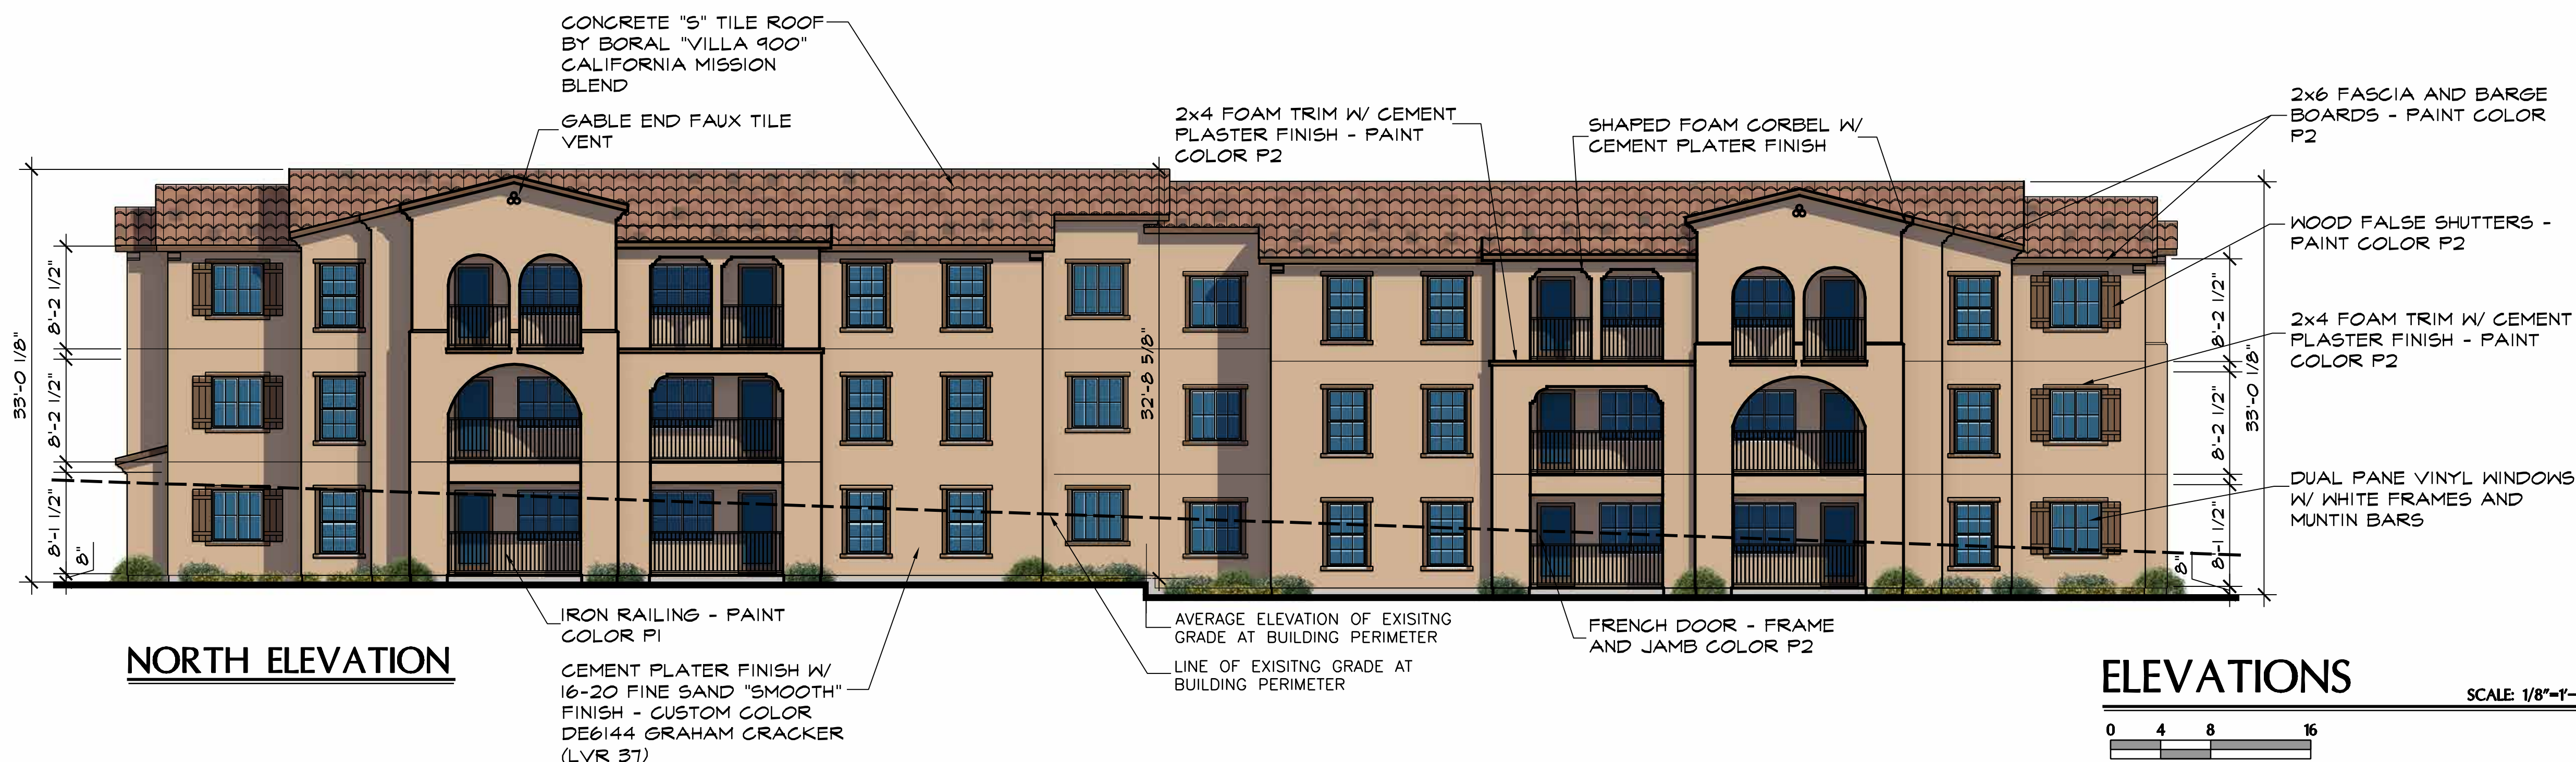 CONCRETE "S" TILE ROOF
BY BORAL "VILLA 900"
CALIFORNIA MISSION
BLEND
GABLE END FAUX TILE
VENT
2x4 FOAM TRIM W/ CEMENT
PLASTER FINISH - PAINT
COLOR P2
SHAPED FOAM CORBEL W/
CEMENT PLATER FINISH
2x6 FASCIA AND BARGE
BOARDS - PAINT COLOR
P2
WOOD FALSE SHUTTERS -
PAINT COLOR P2
2x4 FOAM TRIM W/ CEMENT
PLASTER FINISH - PAINT
COLOR P2
DUAL PANE VINYL WINDOWS
W/ WHITE FRAMES AND
MUNTIN BARS
33'-0 1/8"
8'-2 1/2"
8'-2 1/2"
8'-1 1/2"
8"
32'-8 5/8"
8'-2 1/2"
8'-2 1/2"
8'-1 1/2"
8"
33'-0 1/8"
IRON RAILING - PAINT
COLOR P1
CEMENT PLATER FINISH W/
16-20 FINE SAND "SMOOTH"
FINISH - CUSTOM COLOR
DE6144 GRAHAM CRACKER
(LVR 37)
AVERAGE ELEVATION OF EXISITNG
GRADE AT BUILDING PERIMETER
LINE OF EXISITNG GRADE AT
BUILDING PERIMETER
FRENCH DOOR - FRAME
AND JAMB COLOR P2
NORTH ELEVATION
ELEVATIONS
SCALE: 1/8"=1'-
0 4 8 16